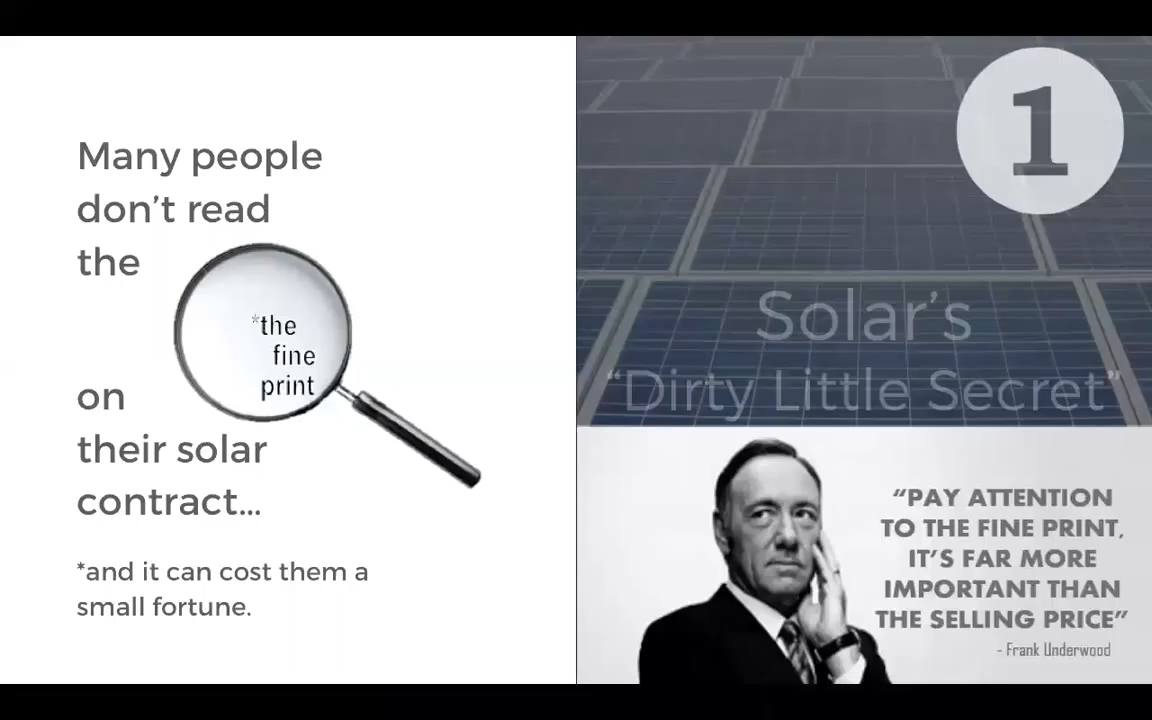 Many people
don't read
the
*the
fine
print
on
their solar
contract...
*and it can cost them a
small fortune.
1
Solar's
“Dirty Little Secret”
“PAY ATTENTION
TO THE FINE PRINT,
IT'S FAR MORE
IMPORTANT THAN
THE SELLING PRICE”
- Frank Underwood